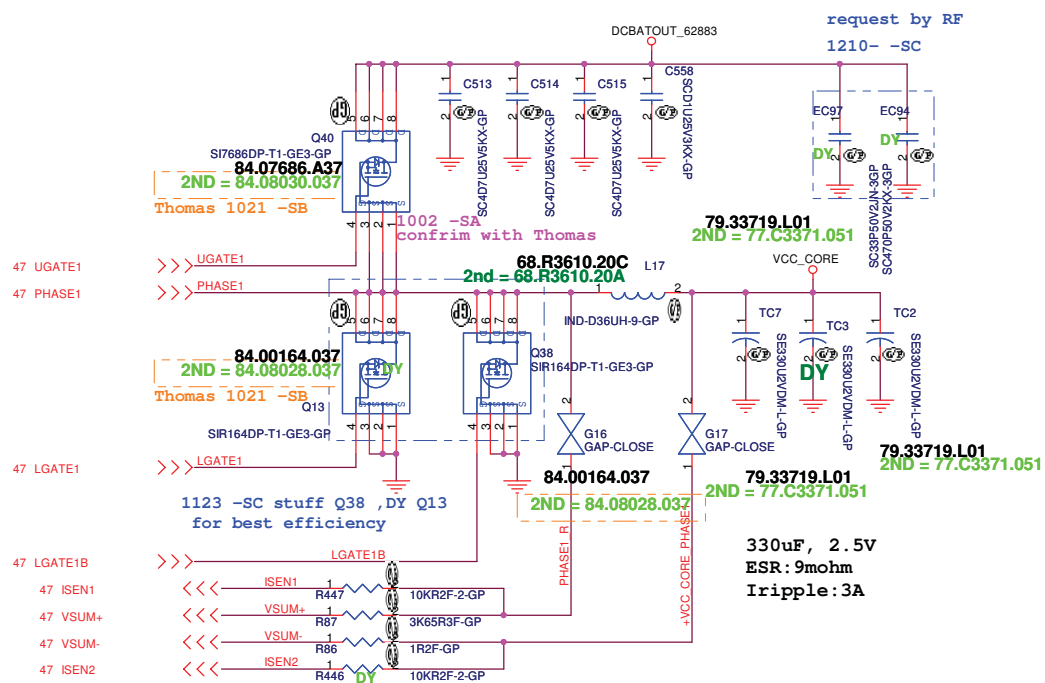 request by RF
1210- -SC
DCBATOUT_62883
C513
C514
C515
C558
SC4D7U25V5KX-GP
SC4D7U25V5KX-GP
SC4D7U25V5KX-GP
SCD1U25V3KX-GP
EC97
EC94
DY
DY
SC33P50V2JN-3GP
SC470P50V2KX-3GP
Q40
SI7686DP-T1-GE3-GP
84.07686.A37
2ND = 84.08030.037
Thomas 1021 -SB
1002 -SA
confrim with Thomas
79.33719.L01
2ND = 77.C3371.051
47 UGATE1
UGATE1
47 PHASE1
PHASE1
68.R3610.20C
2nd = 68.R3610.20A
L17
1
2
IND-D36UH-9-GP
VCC_CORE
TC7
TC3
TC2
SE330U2VDM-L-GP
SE330U2VDM-L-GP
SE330U2VDM-L-GP
DY
84.00164.037
2ND = 84.08028.037
DY
Thomas 1021 -SB
Q13
SIR164DP-T1-GE3-GP
Q38
SIR164DP-T1-GE3-GP
G16
GAP-CLOSE
G17
GAP-CLOSE
79.33719.L01
2ND = 77.C3371.051
47 LGATE1
LGATE1
84.00164.037
2ND = 84.08028.037
79.33719.L01
2ND = 77.C3371.051
1123 -SC stuff Q38 ,DY Q13
for best efficiency
PHASE1_R
+VCC_CORE_PHASE1
330uF, 2.5V
ESR:9mohm
Iripple:3A
47 LGATE1B
LGATE1B
47 ISEN1
ISEN1
R447
10KR2F-2-GP
47 VSUM+
VSUM+
R87
3K65R3F-GP
47 VSUM-
VSUM-
R86
1R2F-GP
47 ISEN2
ISEN2
R446
DY
10KR2F-2-GP